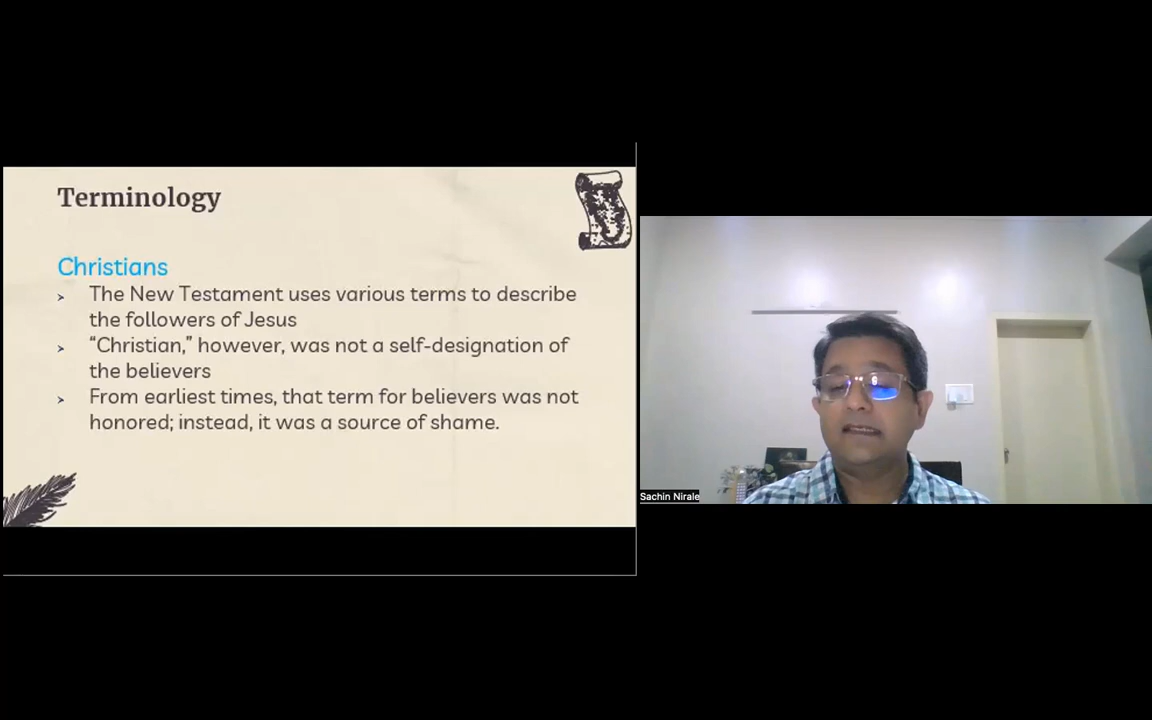 Terminology
Christians
➢ The New Testament uses various terms to describe
the followers of Jesus
➢ “Christian,” however, was not a self-designation of
the believers
➢ From earliest times, that term for believers was not
honored; instead, it was a source of shame.
Sachin Nirale